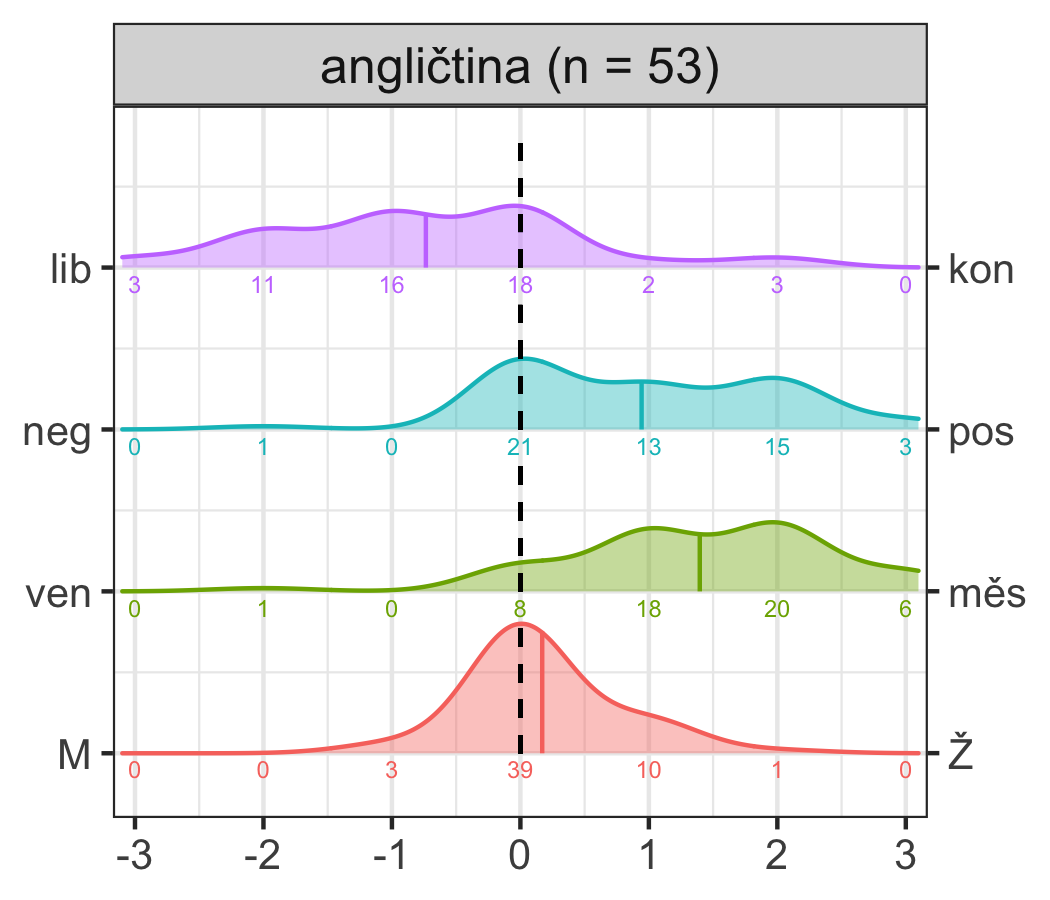 angličtina (n = 53)
lib kon
3 11 16 18 2 3 0
neg pos
0 1 0 21 13 15 3
ven měs
0 1 0 8 18 20 6
M Ž
0 0 3 39 10 1 0
-3 -2 -1 0 1 2 3